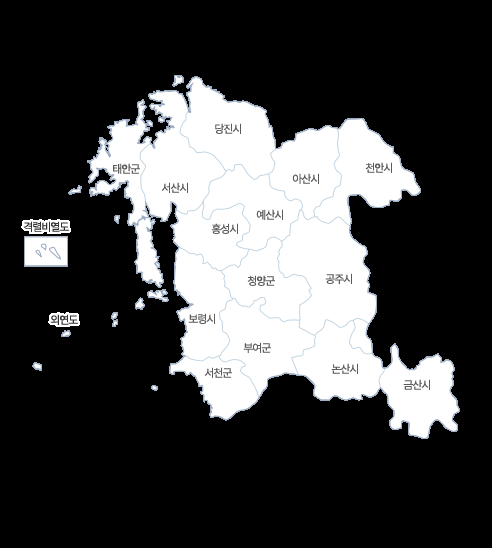 당진시
태안군
서산시
아산시
천안시
예산시
홍성시
격렬비열도
청양군
공주시
외연도
보령시
부여군
서천군
논산시
금산시